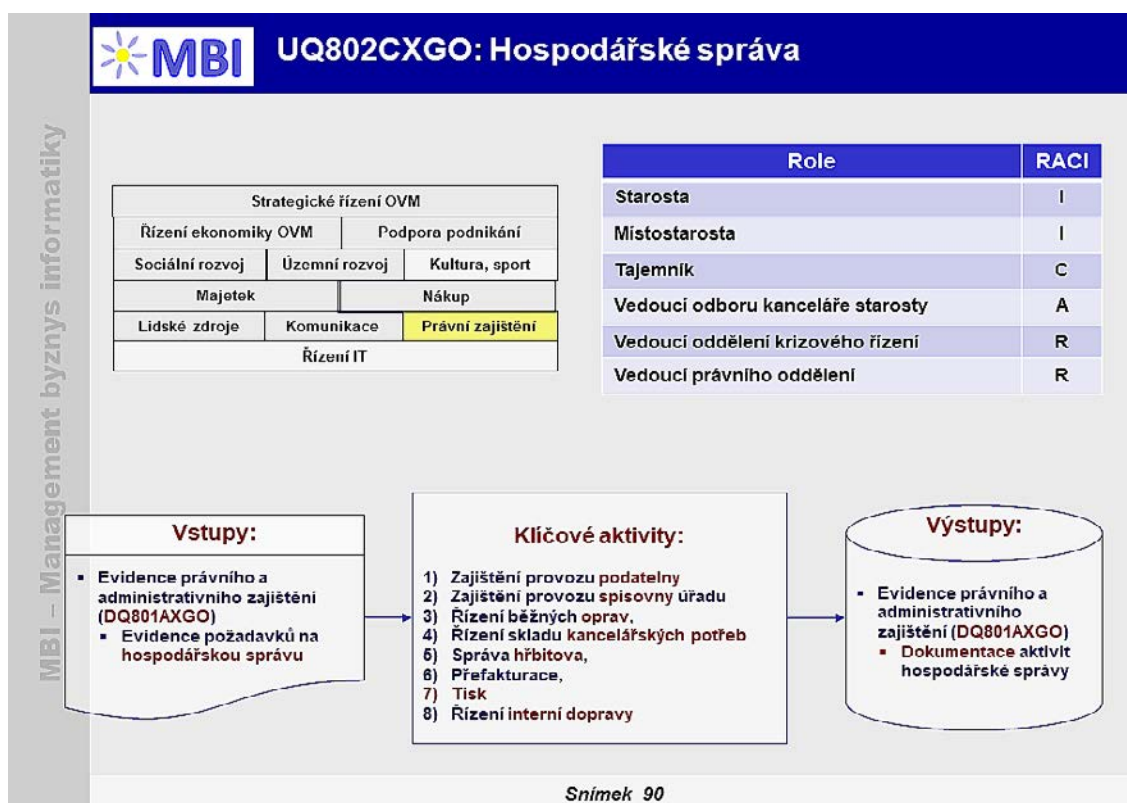 MBI
UQ802CXGO: Hospodářské správa
MBI – Management byznys informatiky
Strategické řízení OVM
Řízení ekonomiky OVM Podpora podnikání
Sociální rozvoj Územní rozvoj Kultura, sport
Majetek Nákup
Lidské zdroje Komunikace Právní zajištění
Řízení IT
Role RACI
Starosta I
Místostarosta I
Tajemník C
Vedoucí odboru kanceláře starosty A
Vedoucí oddělení krizového řízení R
Vedoucí právního oddělení R
Vstupy:
▪ Evidence právního a
administrativního zajištění
(DQ801AXGO)
▪ Evidence požadavků na
hospodářskou správu
Klíčové aktivity:
1) Zajištění provozu podatelny
2) Zajištění provozu spisovny úřadu
3) Řízení běžných oprav,
4) Řízení skladu kancelářských potřeb
5) Správa hřbitova,
6) Přefakturace,
7) Tisk
8) Řízení interní dopravy
Výstupy:
▪ Evidence právního a
administrativního
zajištění (DQ801AXGO)
▪ Dokumentace aktivit
hospodářské správy
Snímek 90